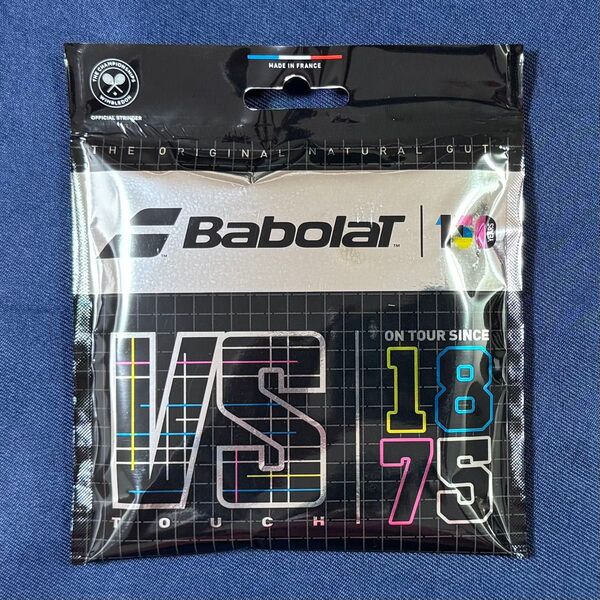 MADE IN FRANCE
THE CHAMPIONSHIPS
WIMBLEDON
OFFICIAL STRINGER
THE ORIGINAL NATURAL GUT
BabolaT
150
YEARS
VS
TOUCH
ON TOUR SINCE
18
75